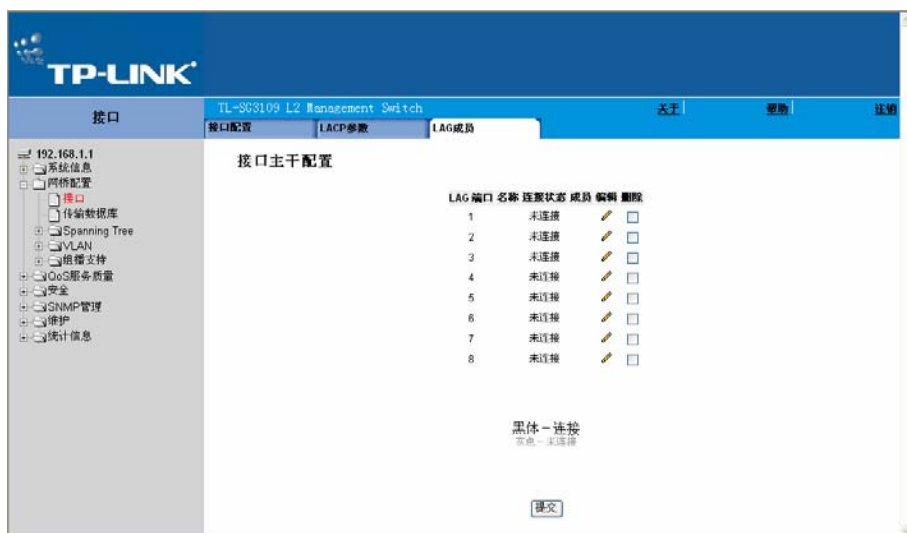 TP-LINK
接口
TL-SG3109 L2 Management Switch
关于
帮助
注销
接口配置
LACP参数
LAG成员
192.168.1.1
系统信息
网桥配置
接口
传输数据库
Spanning Tree
VLAN
组播支持
QoS服务质量
安全
SNMP管理
维护
统计信息
接口主干配置
LAG 端口 名称 连接状态 成员 编辑 删除
1 未连接
2 未连接
3 未连接
4 未连接
5 未连接
6 未连接
7 未连接
8 未连接
黑体-连接
灰色-未连接
提交